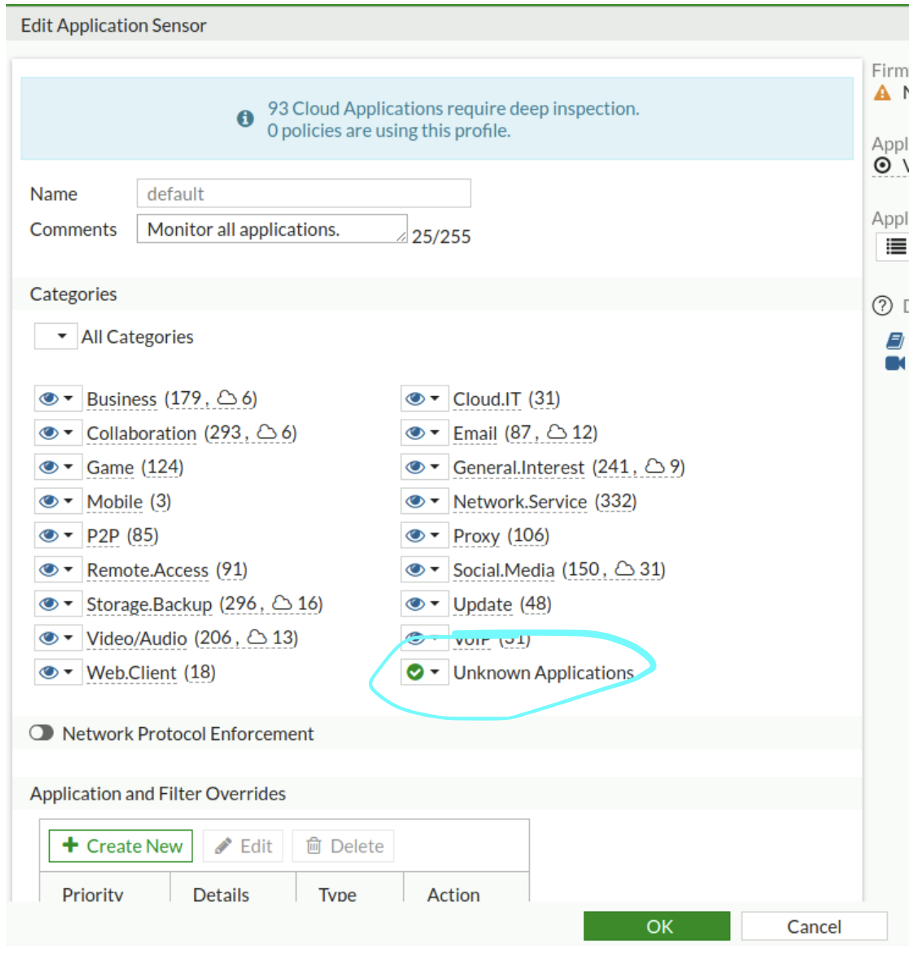 Edit Application Sensor
93 Cloud Applications require deep inspection.
0 policies are using this profile.
Firm
Appl
Appl
Name default
Comments Monitor all applications. 25/255
Categories
All Categories
Business (179, 6) Cloud.IT (31)
Collaboration (293, 6) Email (87, 12)
Game (124) General.Interest (241, 9)
Mobile (3) Network.Service (332)
P2P (85) Proxy (106)
Remote.Access (91) Social.Media (150, 31)
Storage.Backup (296, 16) Update (48)
Video/Audio (206, 13) VoIP (31)
Web.Client (18) Unknown Applications
Network Protocol Enforcement
Application and Filter Overrides
Create New Edit Delete
Priority Details Type Action
OK Cancel